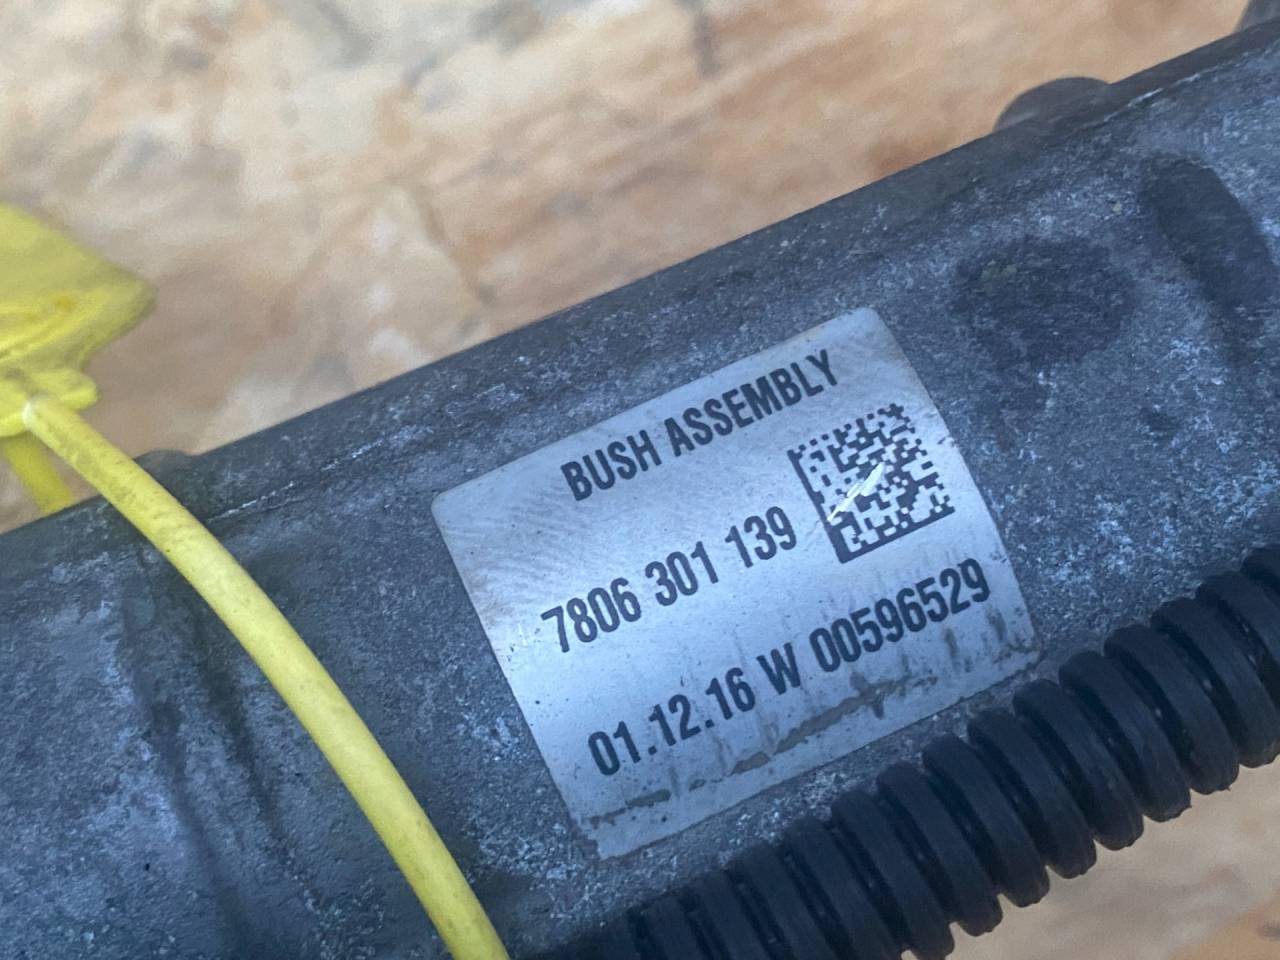 BUSH ASSEMBLY
7806 301 139
01.12.16 W 00596529